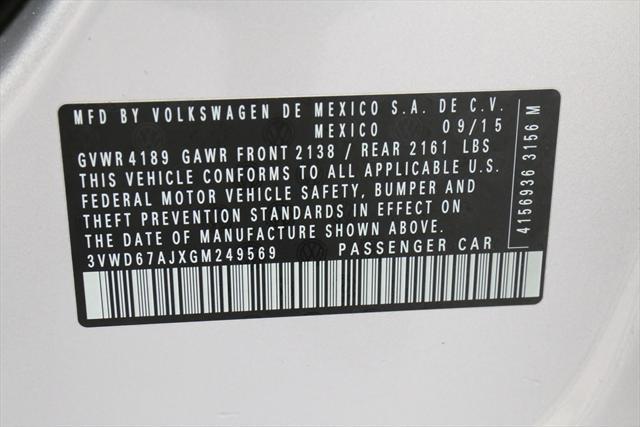 MFD BY VOLKSWAGEN DE MEXICO S.A. DE C.V.
MEXICO 09/15
GVWR 4189 GAWR FRONT 2138 / REAR 2161 LBS
THIS VEHICLE CONFORMS TO ALL APPLICABLE U.S.
FEDERAL MOTOR VEHICLE SAFETY, BUMPER AND
THEFT PREVENTION STANDARDS IN EFFECT ON
THE DATE OF MANUFACTURE SHOWN ABOVE.
3VWD67AJXGM249569 PASSENGER CAR
4156936 3156 M